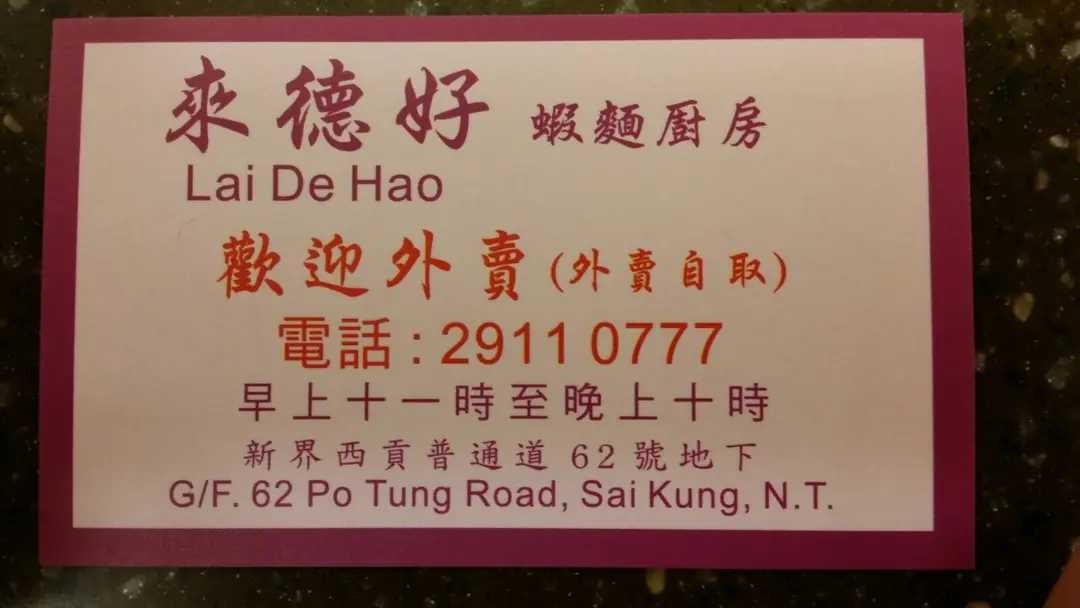 來德好 蝦麵廚房
Lai De Hao
歡迎外賣(外賣自取)
電話:2911 0777
早上十一時至晚上十時
新界西貢普通道62號地下
G/F. 62 Po Tung Road, Sai Kung, N.T.